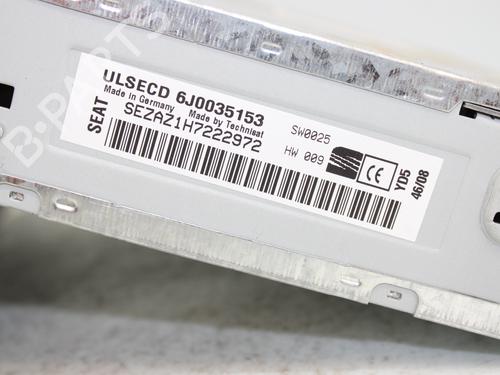 ULSECD 6J0035153
Made in Germany Made by Technisat
SEAT SEZAZ1H7222972
SW0025
HW 009
CE
YD5
46/08
B-PARTS